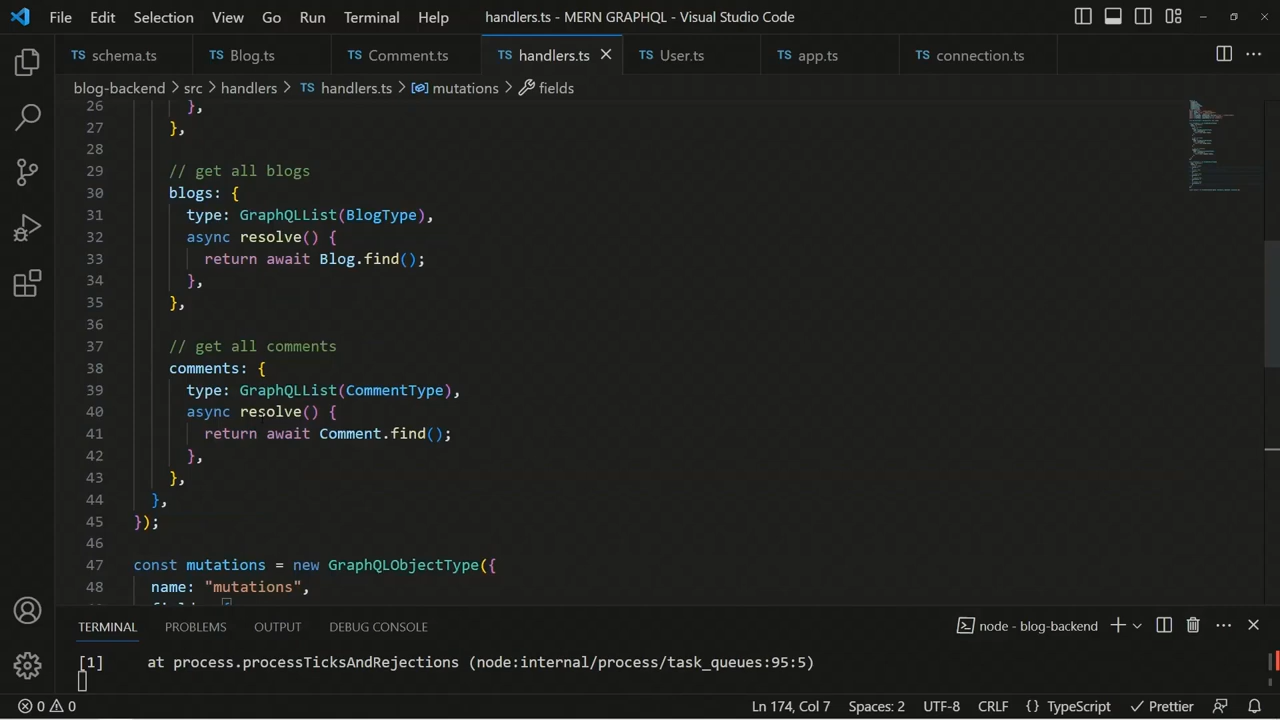 File Edit Selection View Go Run Terminal Help handlers.ts - MERN GRAPHQL - Visual Studio Code
TS schema.ts TS Blog.ts TS Comment.ts TS handlers.ts TS User.ts TS app.ts TS connection.ts
blog-backend > src > handlers > TS handlers.ts > mutations > fields
26 },
27 },
28
29 // get all blogs
30 blogs: {
31 type: GraphQLList(BlogType),
32 async resolve() {
33 return await Blog.find();
34 },
35 },
36
37 // get all comments
38 comments: {
39 type: GraphQLList(CommentType),
40 async resolve() {
41 return await Comment.find();
42 },
43 },
44 },
45 });
46
47 const mutations = new GraphQLObjectType({
48 name: "mutations",
TERMINAL PROBLEMS OUTPUT DEBUG CONSOLE node - blog-backend
[1] at process.processTicksAndRejections (node:internal/process/task_queues:95:5)
0 0 Ln 174, Col 7 Spaces: 2 UTF-8 CRLF {} TypeScript Prettier